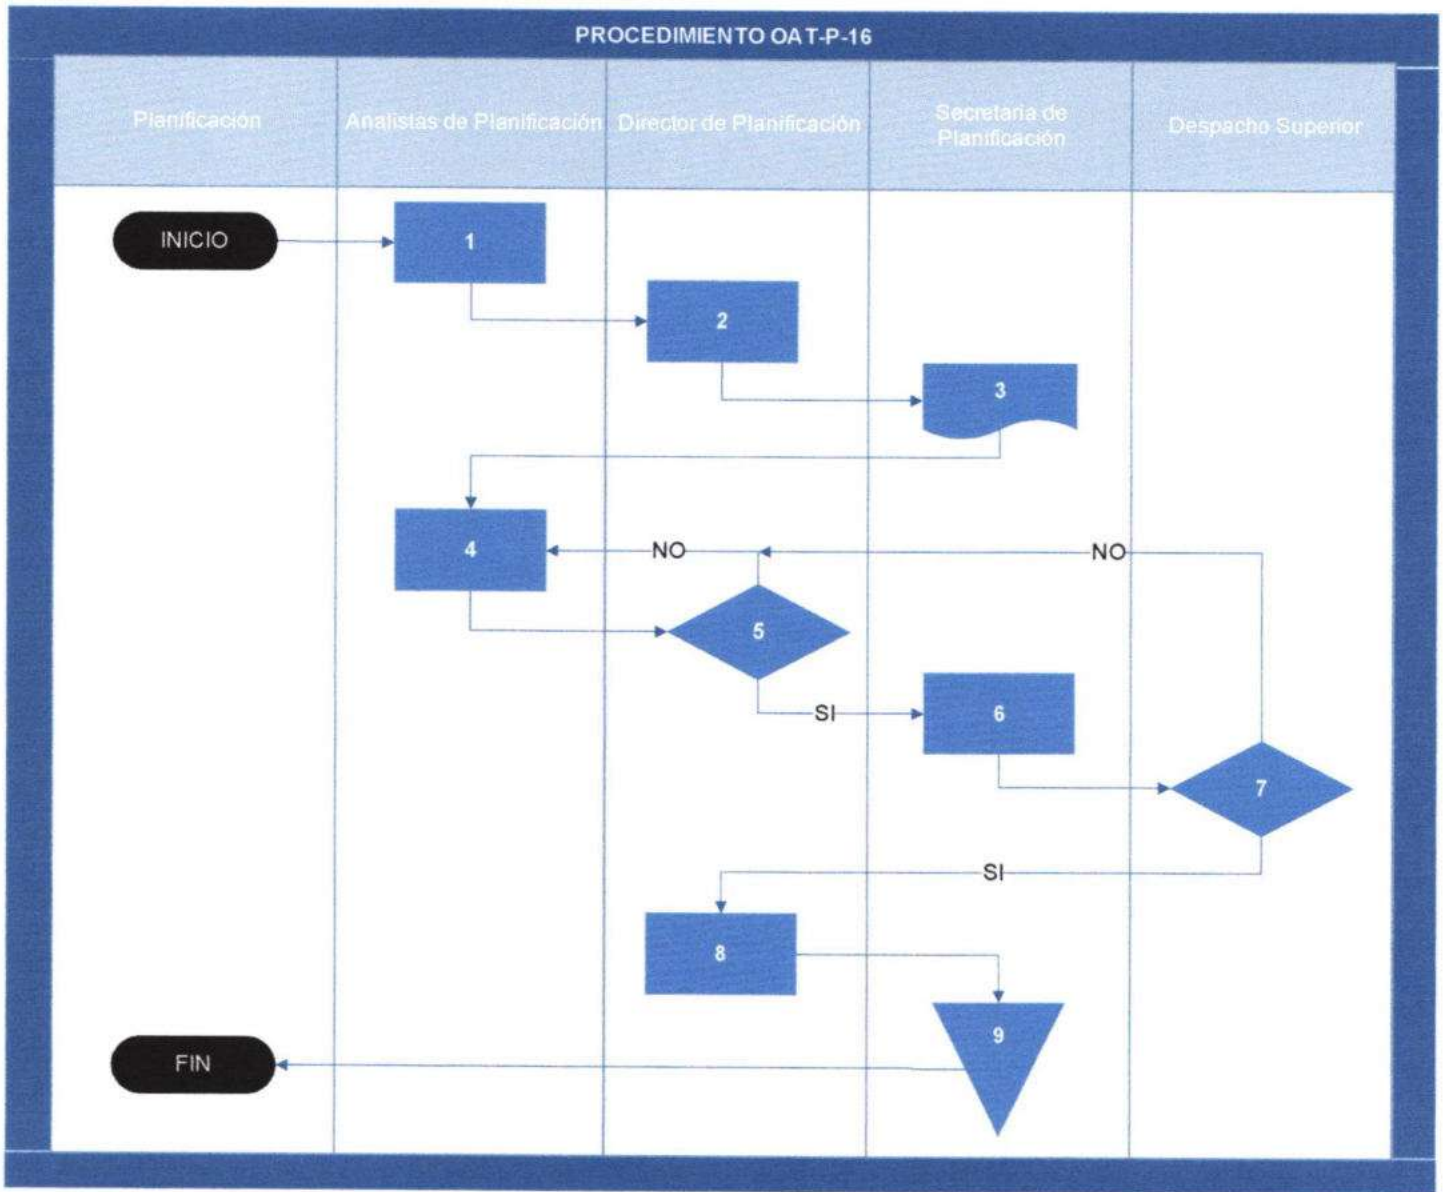 PROCEDIMIENTO OAT-P-16
Planificación
Analistas de Planificación
Director de Planificación
Secretaria de
Planificación
Despacho Superior
INICIO
1
2
3
4
NO
NO
5
SI
6
7
SI
8
9
FIN